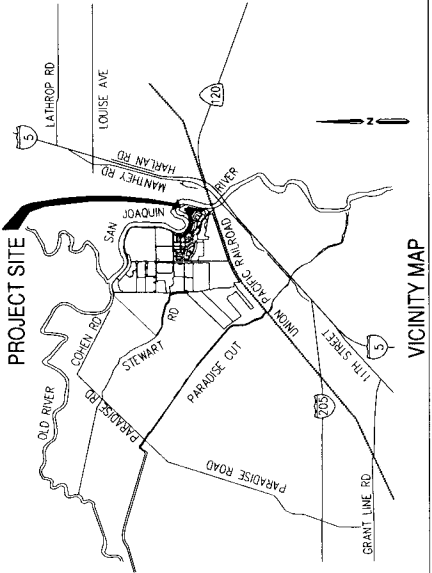 PROJECT SITE
5
LATHROP RD
LOUISE AVE
HARLAN RD
MANTHEY RD
120
SAN
JOAQUIN
RIVER
OLD RIVER
COHEN RD
STEWART
RD
PARADISE RD
PARADISE CUT
UNION PACIFIC RAILROAD
PARADISE ROAD
11TH STREET
205
5
GRANT LINE RD
N
VICINITY MAP